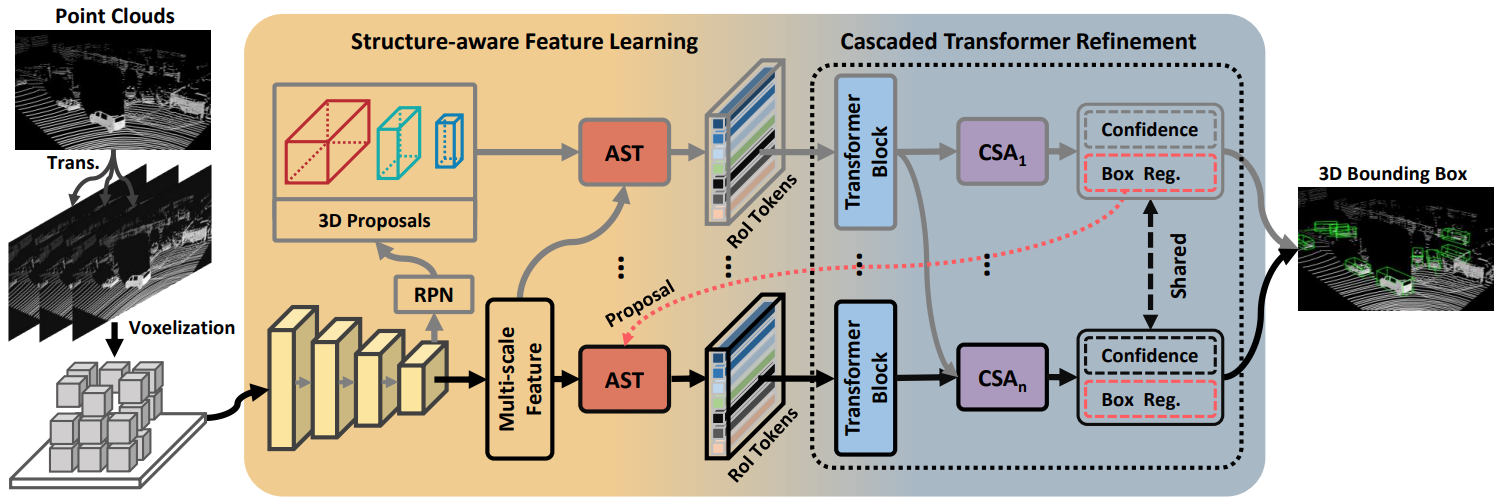 Point Clouds
Trans.
Voxelization
Structure-aware Feature Learning
3D Proposals
RPN
Multi-scale
Feature
AST
RoI Tokens
...
...
Proposal
AST
RoI Tokens
Cascaded Transformer Refinement
Transformer
Block
CSA1
Confidence
Box Reg.
...
...
Shared
Transformer
Block
CSAn
Confidence
Box Reg.
3D Bounding Box